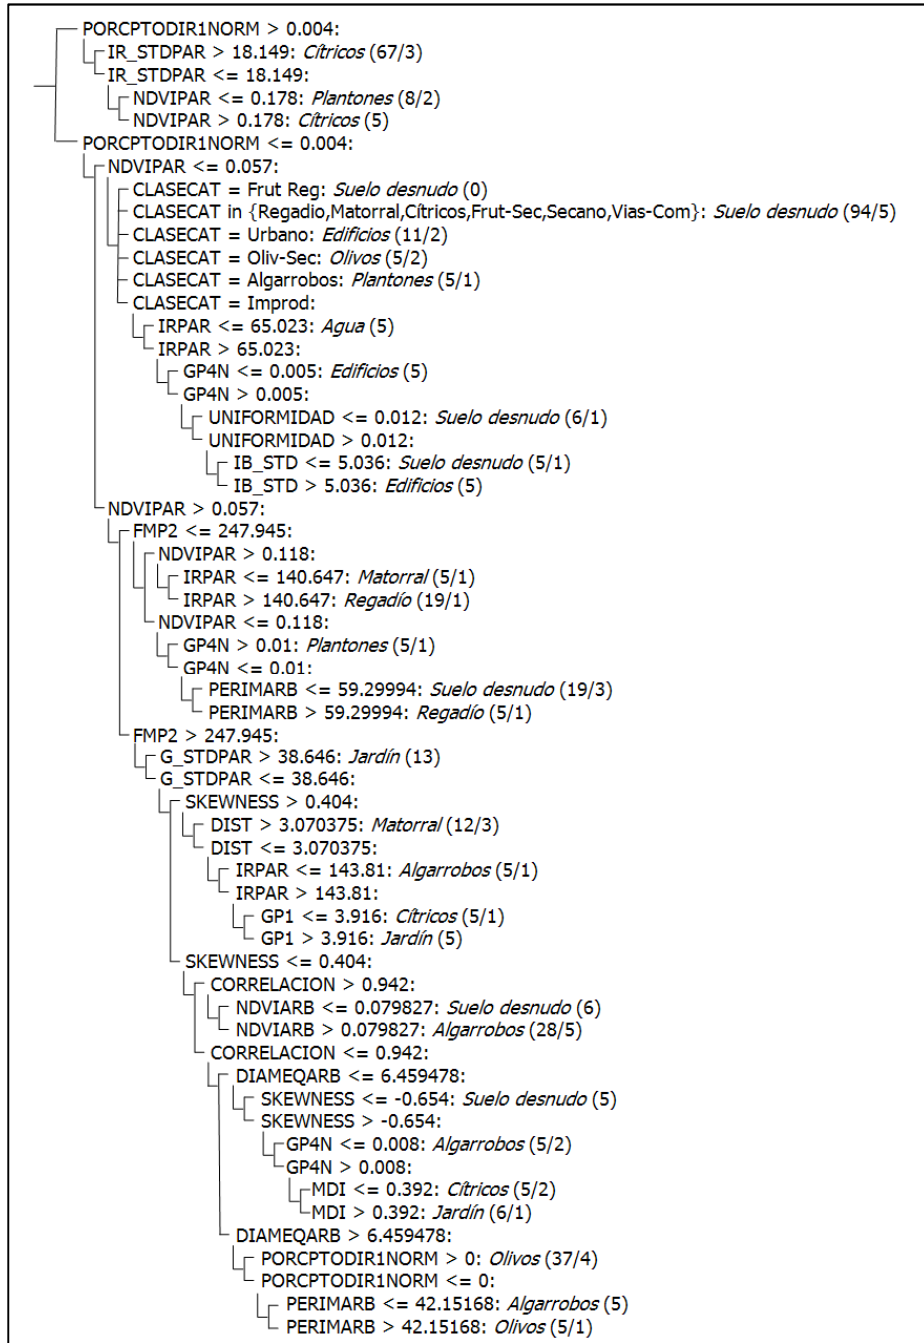 PORCPTODIR1NORM > 0.004:
IR_STDPAR > 18.149: Cítricos (67/3)
IR_STDPAR <= 18.149:
NDVIPAR <= 0.178: Plantones (8/2)
NDVIPAR > 0.178: Cítricos (5)
PORCPTODIR1NORM <= 0.004:
NDVIPAR <= 0.057:
CLASECAT = Frut Reg: Suelo desnudo (0)
CLASECAT in {Regadio,Matorral,Cítricos,Frut-Sec,Secano,Vias-Com}: Suelo desnudo (94/5)
CLASECAT = Urbano: Edificios (11/2)
CLASECAT = Oliv-Sec: Olivos (5/2)
CLASECAT = Algarrobos: Plantones (5/1)
CLASECAT = Improd:
IRPAR <= 65.023: Agua (5)
IRPAR > 65.023:
GP4N <= 0.005: Edificios (5)
GP4N > 0.005:
UNIFORMIDAD <= 0.012: Suelo desnudo (6/1)
UNIFORMIDAD > 0.012:
IB_STD <= 5.036: Suelo desnudo (5/1)
IB_STD > 5.036: Edificios (5)
NDVIPAR > 0.057:
FMP2 <= 247.945:
NDVIPAR > 0.118:
IRPAR <= 140.647: Matorral (5/1)
IRPAR > 140.647: Regadío (19/1)
NDVIPAR <= 0.118:
GP4N > 0.01: Plantones (5/1)
GP4N <= 0.01:
PERIMARB <= 59.29994: Suelo desnudo (19/3)
PERIMARB > 59.29994: Regadío (5/1)
FMP2 > 247.945:
G_STDPAR > 38.646: Jardín (13)
G_STDPAR <= 38.646:
SKEWNESS > 0.404:
DIST > 3.070375: Matorral (12/3)
DIST <= 3.070375:
IRPAR <= 143.81: Algarrobos (5/1)
IRPAR > 143.81:
GP1 <= 3.916: Cítricos (5/1)
GP1 > 3.916: Jardín (5)
SKEWNESS <= 0.404:
CORRELACION > 0.942:
NDVIARB <= 0.079827: Suelo desnudo (6)
NDVIARB > 0.079827: Algarrobos (28/5)
CORRELACION <= 0.942:
DIAMEQARB <= 6.459478:
SKEWNESS <= -0.654: Suelo desnudo (5)
SKEWNESS > -0.654:
GP4N <= 0.008: Algarrobos (5/2)
GP4N > 0.008:
MDI <= 0.392: Cítricos (5/2)
MDI > 0.392: Jardín (6/1)
DIAMEQARB > 6.459478:
PORCPTODIR1NORM > 0: Olivos (37/4)
PORCPTODIR1NORM <= 0:
PERIMARB <= 42.15168: Algarrobos (5)
PERIMARB > 42.15168: Olivos (5/1)